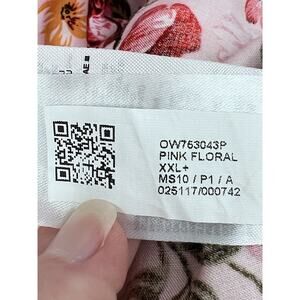 OW753043P
PINK FLORAL
XXL+
MS10 / P1 / A
025117/000742